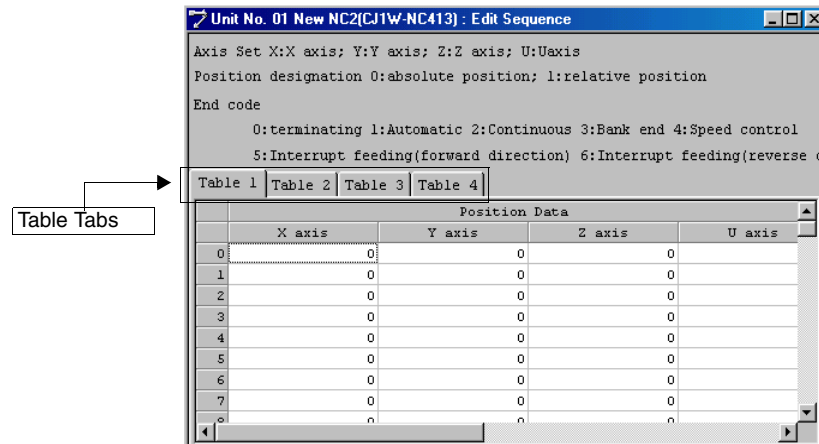 Unit No. 01 New NC2(CJ1W-NC413) : Edit Sequence
Axis Set X:X axis; Y:Y axis; Z:Z axis; U:Uaxis
Position designation 0:absolute position; 1:relative position
End code
0:terminating 1:Automatic 2:Continuous 3:Bank end 4:Speed control
5:Interrupt feeding(forward direction) 6:Interrupt feeding(reverse
Table 1 Table 2 Table 3 Table 4
Table Tabs
Position Data
X axis Y axis Z axis U axis
0 0 0 0
1 0 0 0
2 0 0 0
3 0 0 0
4 0 0 0
5 0 0 0
6 0 0 0
7 0 0 0
8 0 0 0